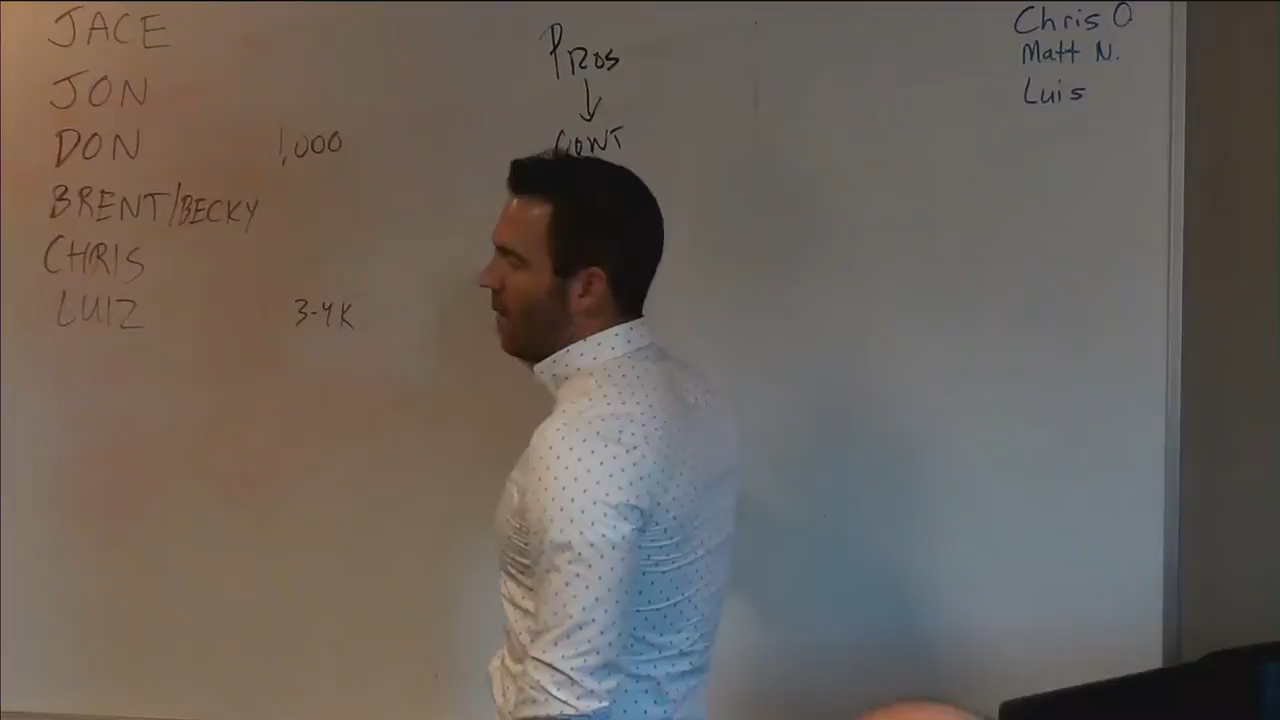 JACE
JON
DON 1,000
BRENT/BECKY
CHRIS
LUIZ 3-4K
Pros
CONT
Chris O
Matt N.
Luis